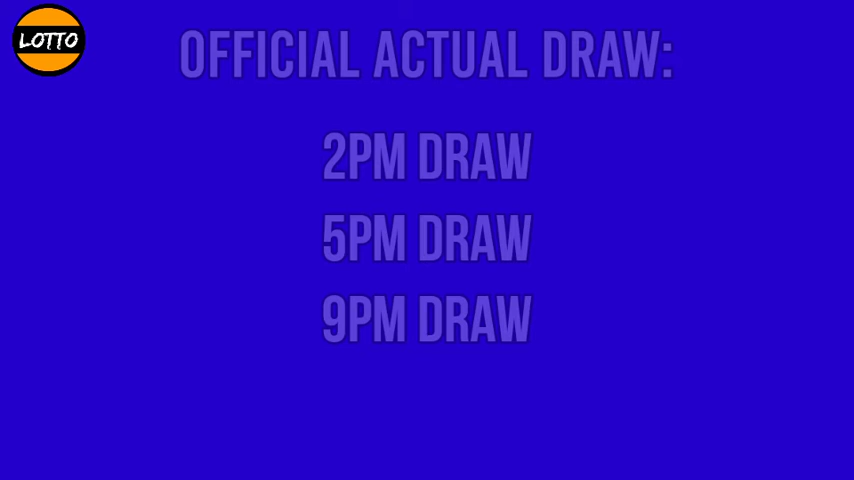 LOTTO
OFFICIAL ACTUAL DRAW:
2PM DRAW
5PM DRAW
9PM DRAW